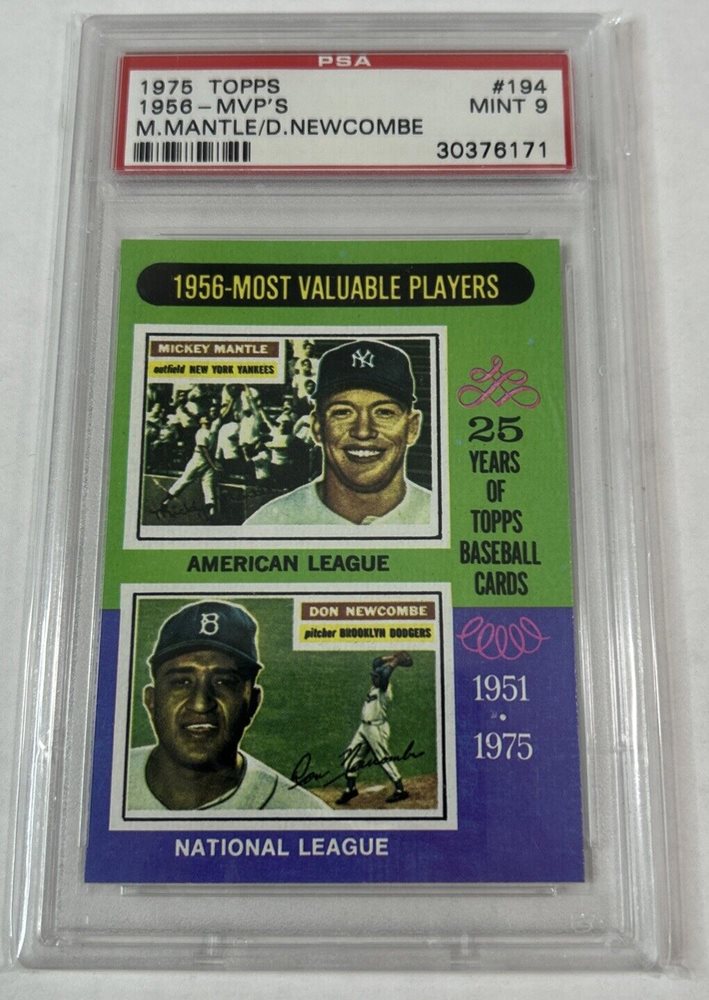 PSA
1975 TOPPS #194
1956-MVP'S MINT 9
M.MANTLE/D.NEWCOMBE
30376171
1956-MOST VALUABLE PLAYERS
MICKEY MANTLE
outfield NEW YORK YANKEES
NY
AMERICAN LEAGUE
25
YEARS
OF
TOPPS
BASEBALL
CARDS
DON NEWCOMBE
pitcher BROOKLYN DODGERS
B
Don Newcombe
NATIONAL LEAGUE
1951
•
1975